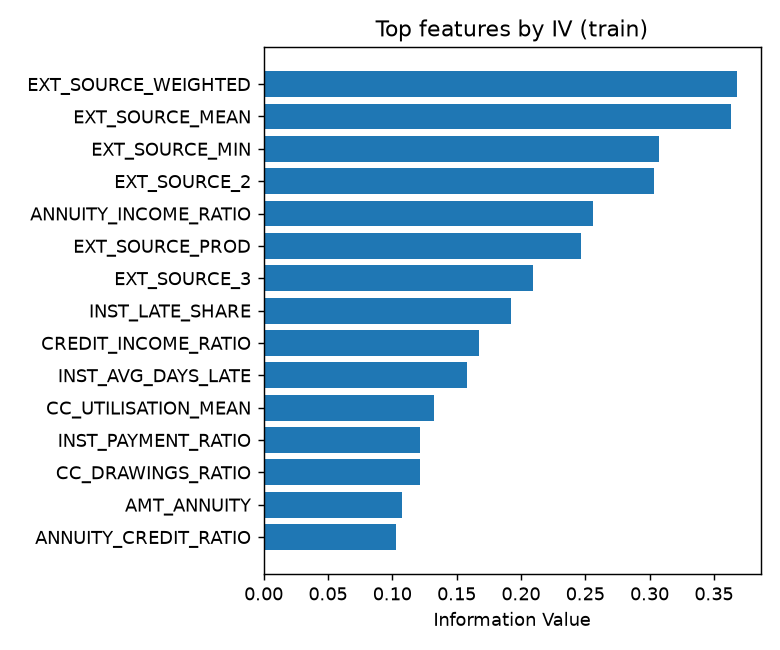 Top features by IV (train)
EXT_SOURCE_WEIGHTED
EXT_SOURCE_MEAN
EXT_SOURCE_MIN
EXT_SOURCE_2
ANNUITY_INCOME_RATIO
EXT_SOURCE_PROD
EXT_SOURCE_3
INST_LATE_SHARE
CREDIT_INCOME_RATIO
INST_AVG_DAYS_LATE
CC_UTILISATION_MEAN
INST_PAYMENT_RATIO
CC_DRAWINGS_RATIO
AMT_ANNUITY
ANNUITY_CREDIT_RATIO
0.00 0.05 0.10 0.15 0.20 0.25 0.30 0.35
Information Value